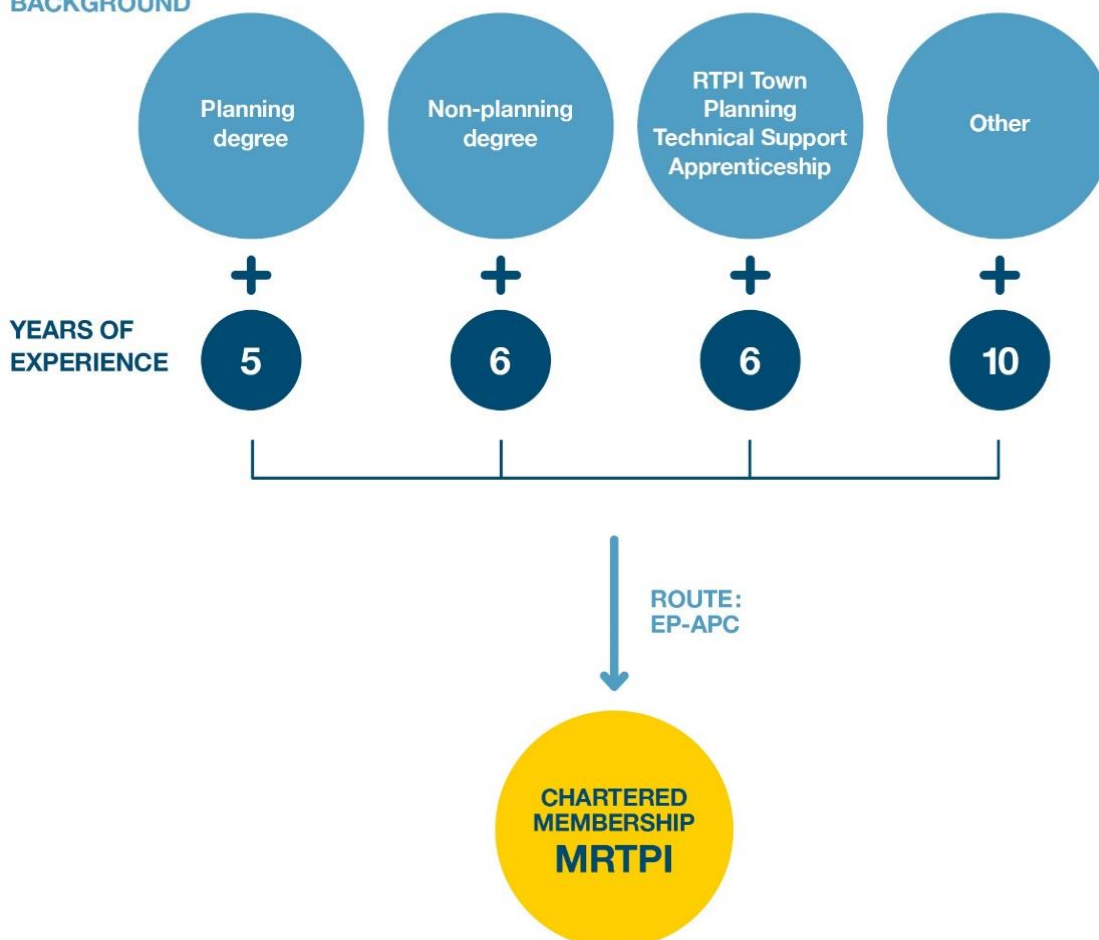 BACKGROUND
Planning
degree
Non-planning
degree
RTPI Town
Planning
Technical Support
Apprenticeship
Other
+
+
+
+
YEARS OF
EXPERIENCE
5
6
6
10
ROUTE:
EP-APC
CHARTERED
MEMBERSHIP
MRTPI